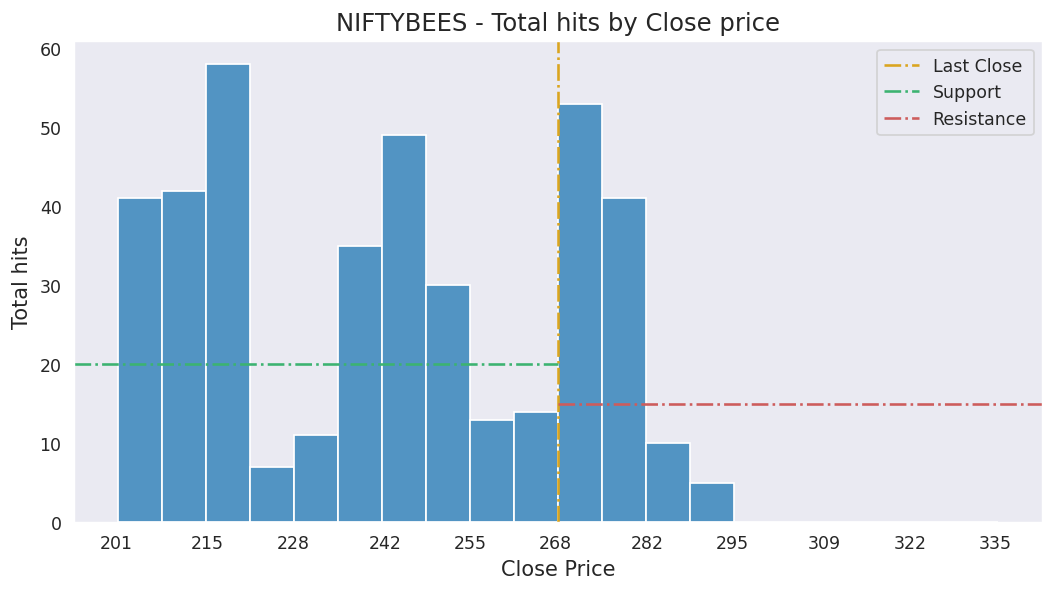 NIFTYBEES - Total hits by Close price
Last Close
Support
Resistance
Total hits
60
50
40
30
20
10
0
201 215 228 242 255 268 282 295 309 322 335
Close Price